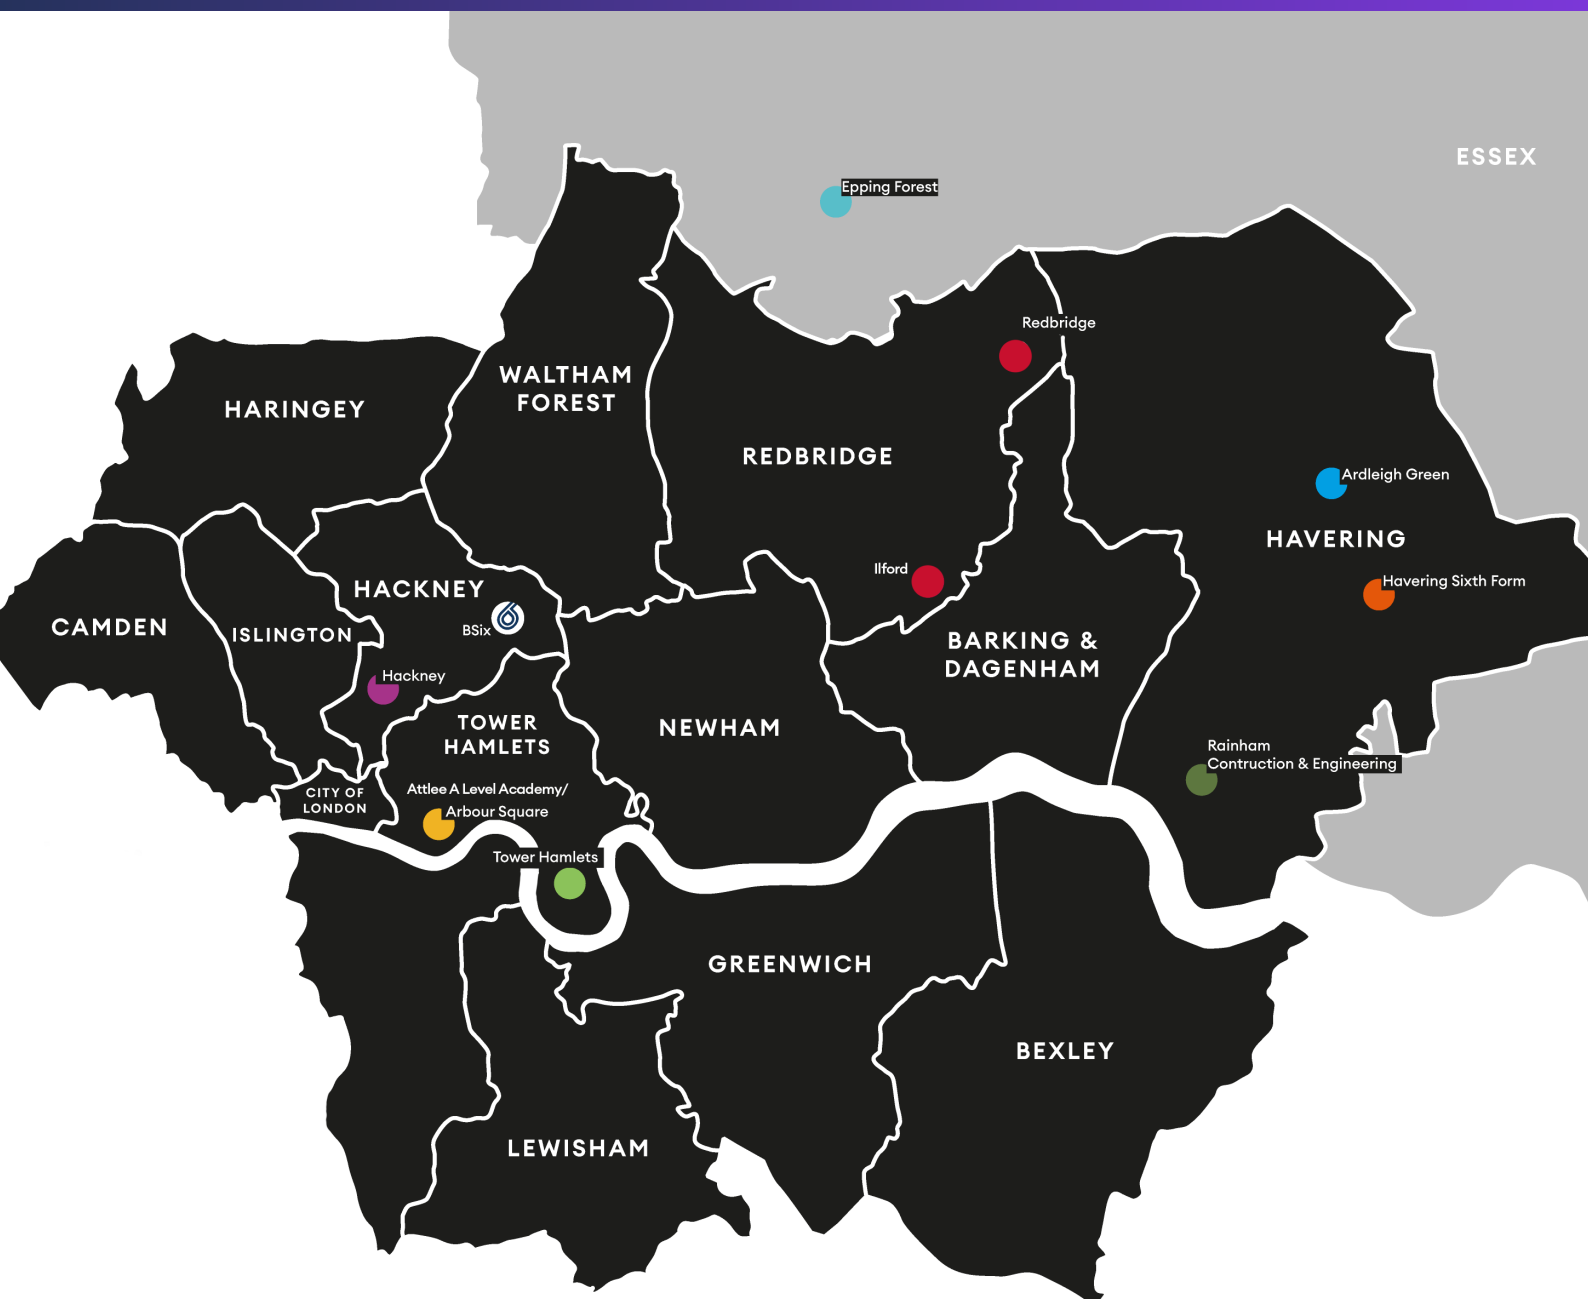 ESSEX
Epping Forest
Redbridge
WALTHAM
FOREST
HARINGEY
REDBRIDGE
Ardleigh Green
HAVERING
Ilford
Havering Sixth Form
HACKNEY
BSix
CAMDEN
ISLINGTON
BARKING &
DAGENHAM
Hackney
TOWER
HAMLETS
NEWHAM
Rainham
Contruction & Engineering
CITY OF
LONDON
Attlee A Level Academy/
Arbour Square
Tower Hamlets
GREENWICH
BEXLEY
LEWISHAM